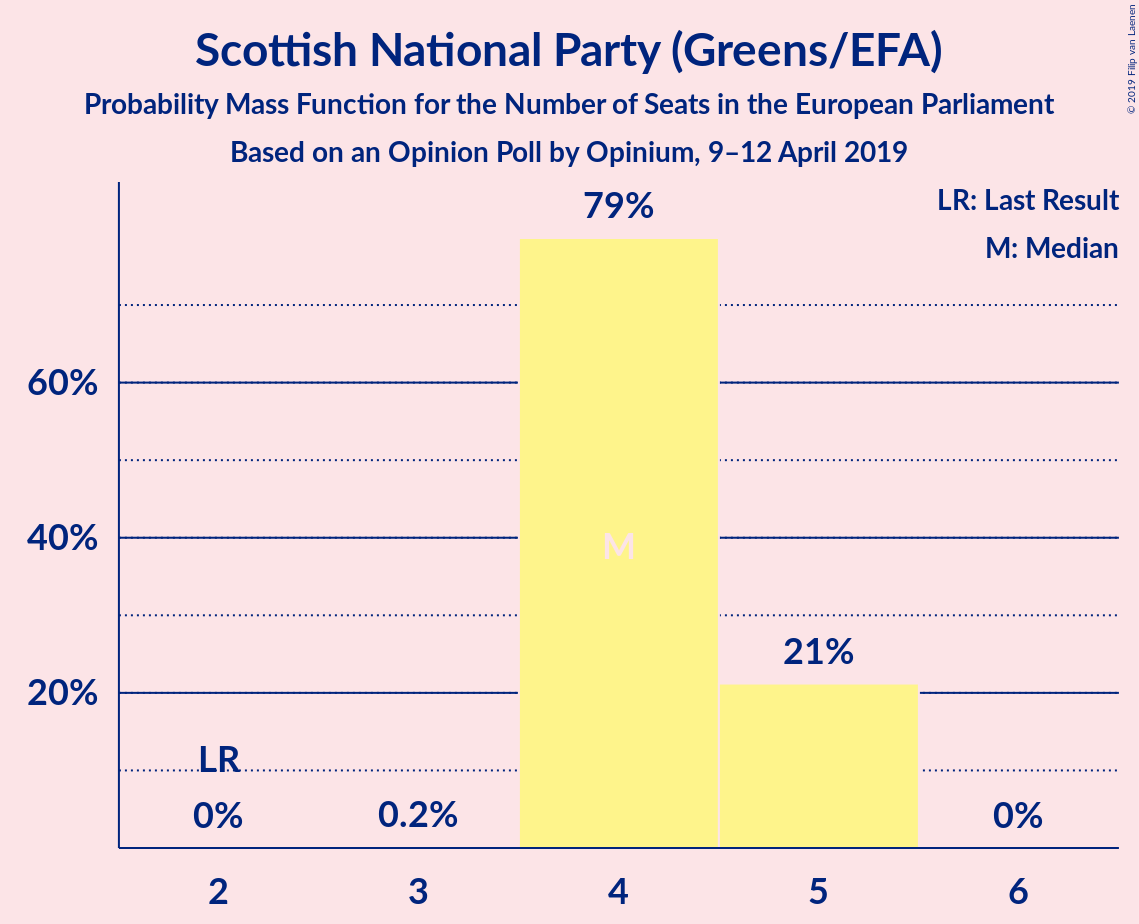 Scottish National Party (Greens/EFA)
Probability Mass Function for the Number of Seats in the European Parliament
Based on an Opinion Poll by Opinium, 9–12 April 2019
© 2019 Filip van Laenen
LR: Last Result
M: Median
79%
60%
40%
M
21%
20%
LR
0%
0.2%
0%
2
3
4
5
6